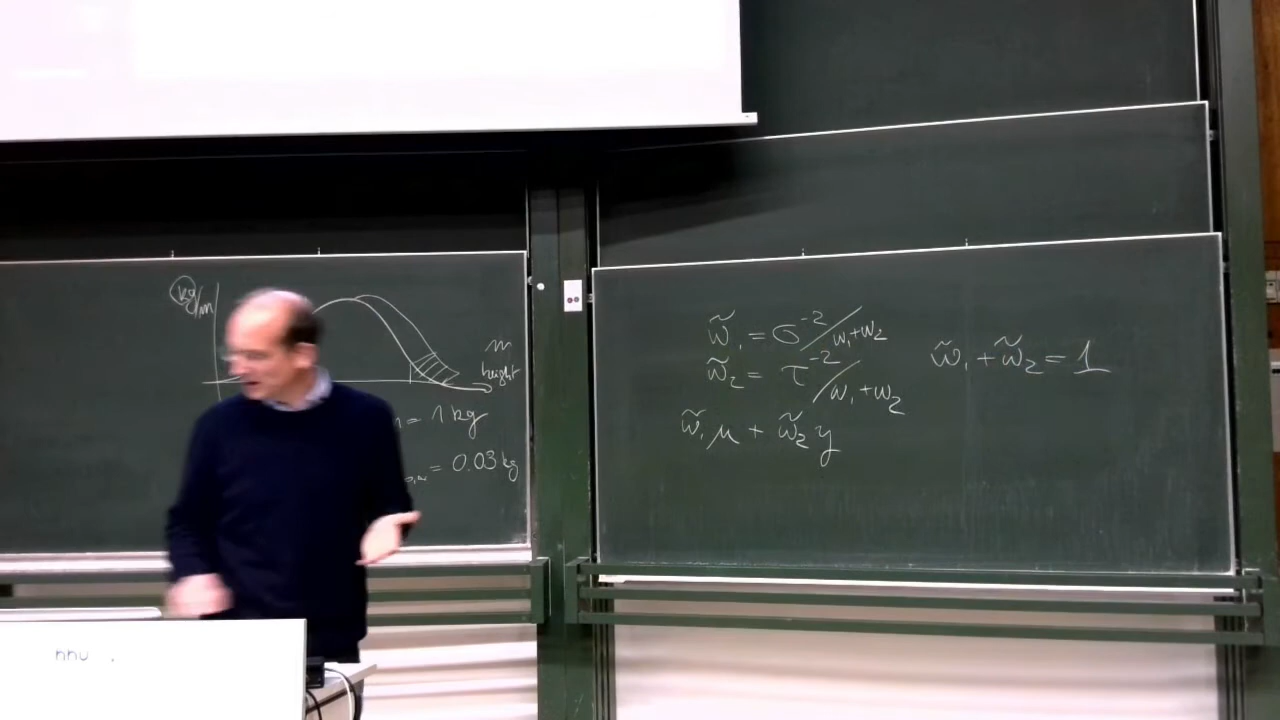 kg/m
m
height
= 1 kg
= 0.03 kg
w̃₁ = σ⁻²/w₁+w₂
w̃₂ = τ⁻²/w₁+w₂
w̃₁ + w̃₂ = 1
w̃₁μ + w̃₂y